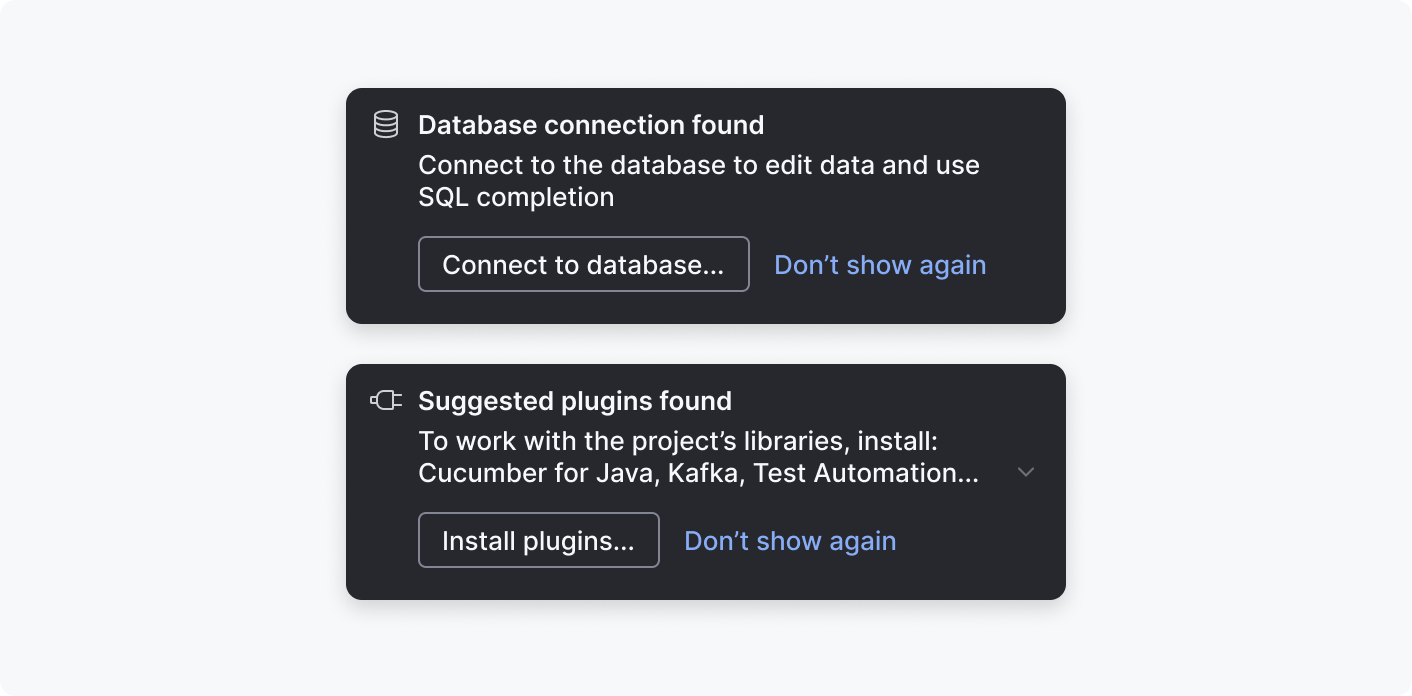 Database connection found
Connect to the database to edit data and use
SQL completion
Connect to database...
Don’t show again
Suggested plugins found
To work with the project’s libraries, install:
Cucumber for Java, Kafka, Test Automation...
Install plugins...
Don’t show again